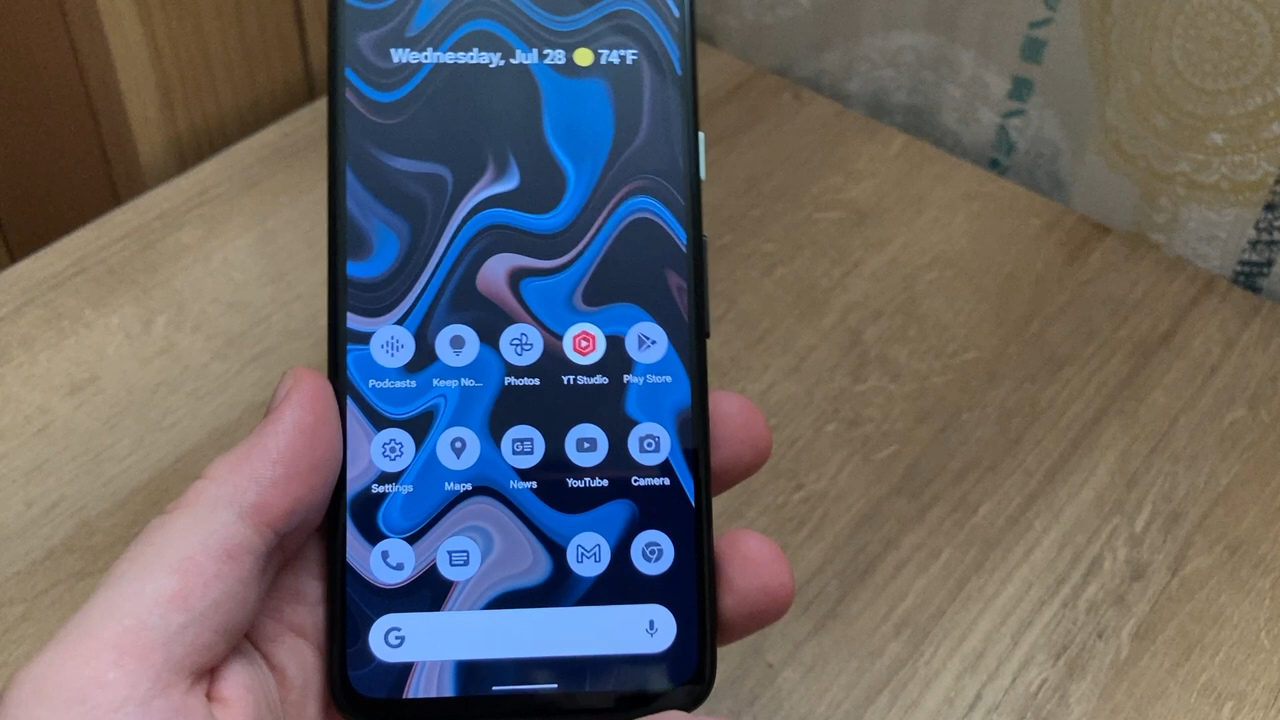 Wednesday, Jul 28 74°F
Podcasts Keep No... Photos YT Studio Play Store
Settings Maps News YouTube Camera